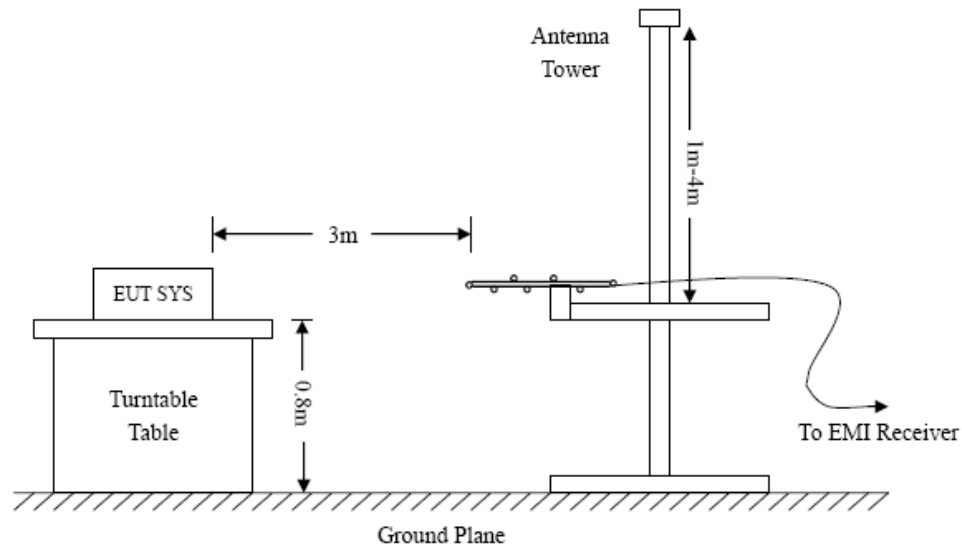 Antenna
Tower
1m-4m
3m
EUT SYS
Turntable
Table
0.8m
To EMI Receiver
Ground Plane